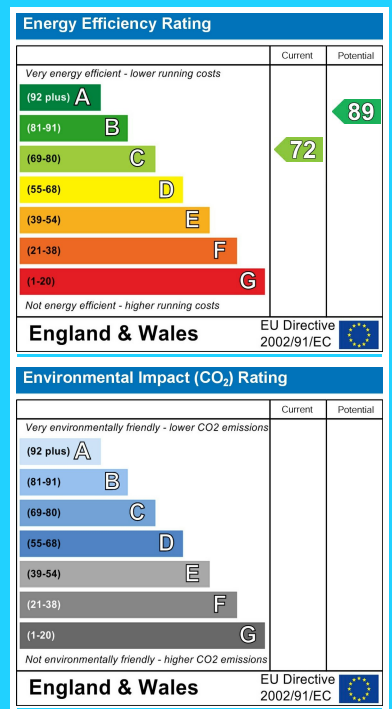 Energy Efficiency Rating
Current Potential
Very energy efficient - lower running costs
(92 plus) A
89
(81-91) B
72
(69-80) C
(55-68) D
(39-54) E
(21-38) F
(1-20) G
Not energy efficient - higher running costs
England & Wales
EU Directive
2002/91/EC
Environmental Impact (CO₂) Rating
Current Potential
Very environmentally friendly - lower CO2 emissions
(92 plus) A
(81-91) B
(69-80) C
(55-68) D
(39-54) E
(21-38) F
(1-20) G
Not environmentally friendly - higher CO2 emissions
England & Wales
EU Directive
2002/91/EC